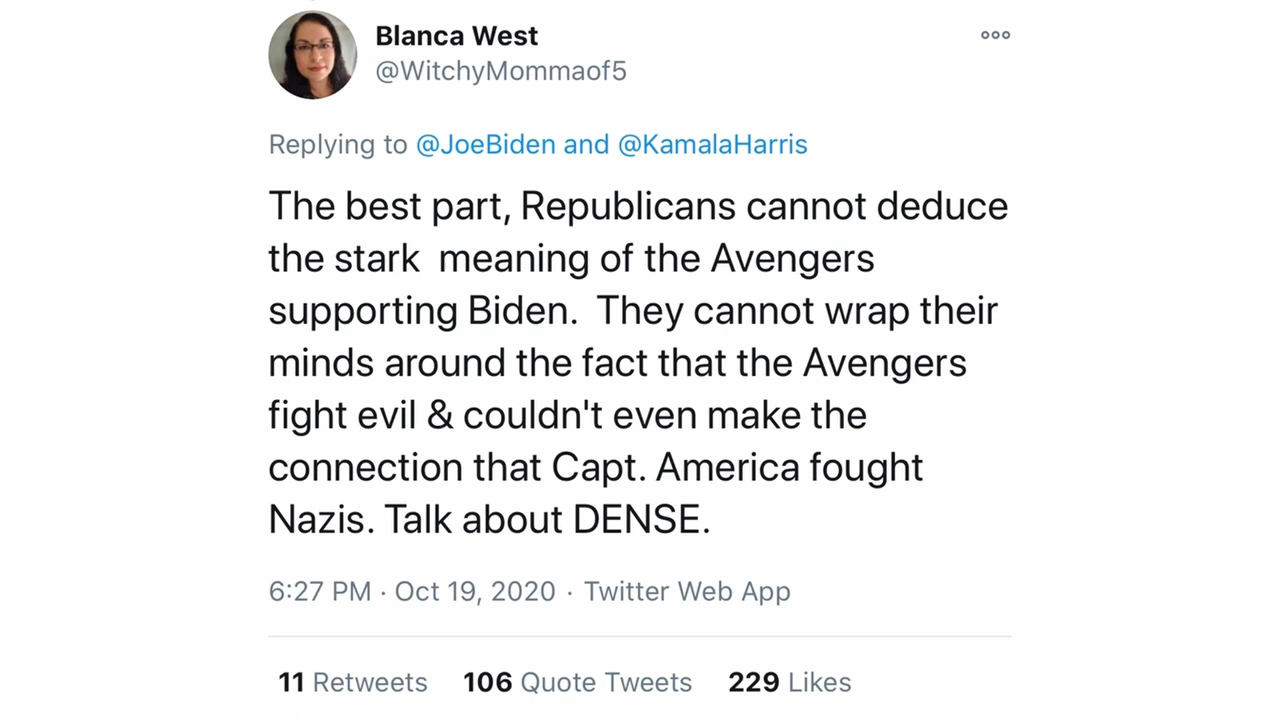 Blanca West
@WitchyMommaof5
Replying to @JoeBiden and @KamalaHarris
The best part, Republicans cannot deduce
the stark  meaning of the Avengers
supporting Biden.  They cannot wrap their
minds around the fact that the Avengers
fight evil & couldn't even make the
connection that Capt. America fought
Nazis. Talk about DENSE.
6:27 PM · Oct 19, 2020 · Twitter Web App
11 Retweets 106 Quote Tweets 229 Likes